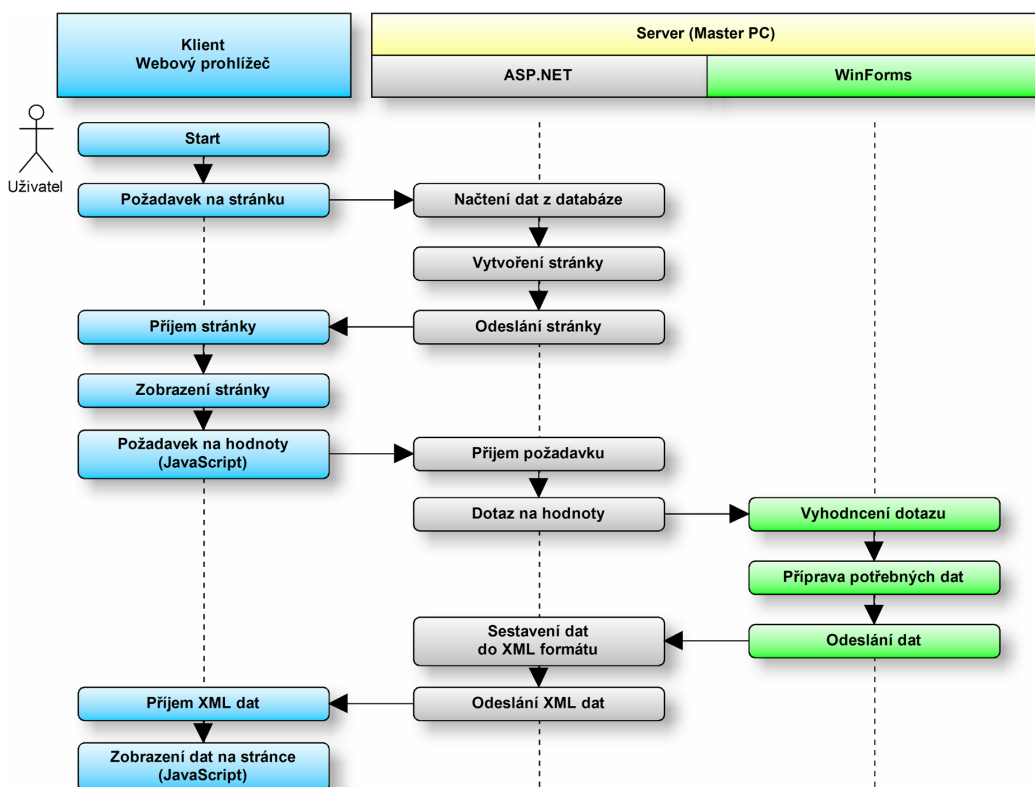 Klient
Webový prohlížeč
Server (Master PC)
ASP.NET
WinForms
Uživatel
Start
Požadavek na stránku
Načtení dat z databáze
Vytvoření stránky
Příjem stránky
Odeslání stránky
Zobrazení stránky
Požadavek na hodnoty
(JavaScript)
Přijem požadavku
Dotaz na hodnoty
Vyhodncení dotazu
Příprava potřebných dat
Sestavení dat
do XML formátu
Odeslání dat
Příjem XML dat
Odeslání XML dat
Zobrazení dat na stránce
(JavaScript)